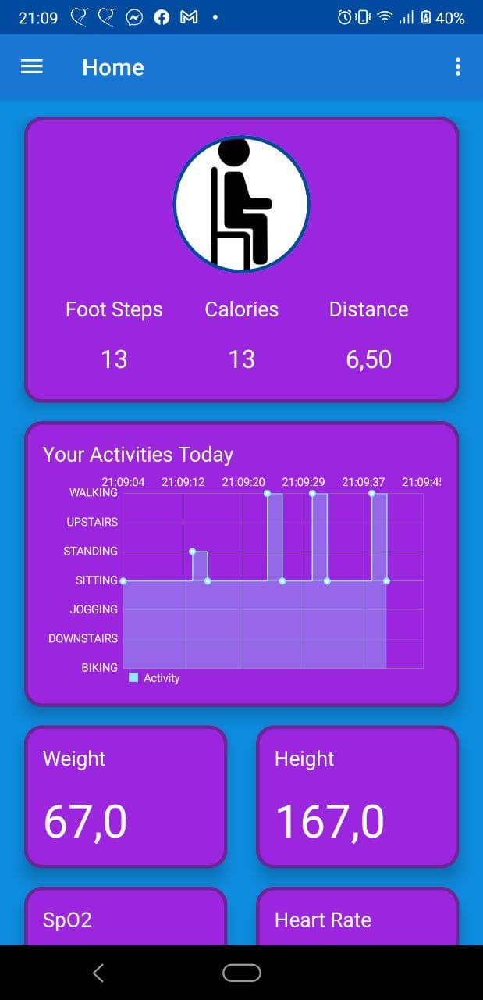 21:09 40%
Home
Foot Steps Calories Distance
13 13 6,50
Your Activities Today
21:09:04 21:09:12 21:09:20 21:09:29 21:09:37 21:09:4
WALKING
UPSTAIRS
STANDING
SITTING
JOGGING
DOWNSTAIRS
BIKING
Activity
Weight Height
67,0 167,0
SpO2 Heart Rate